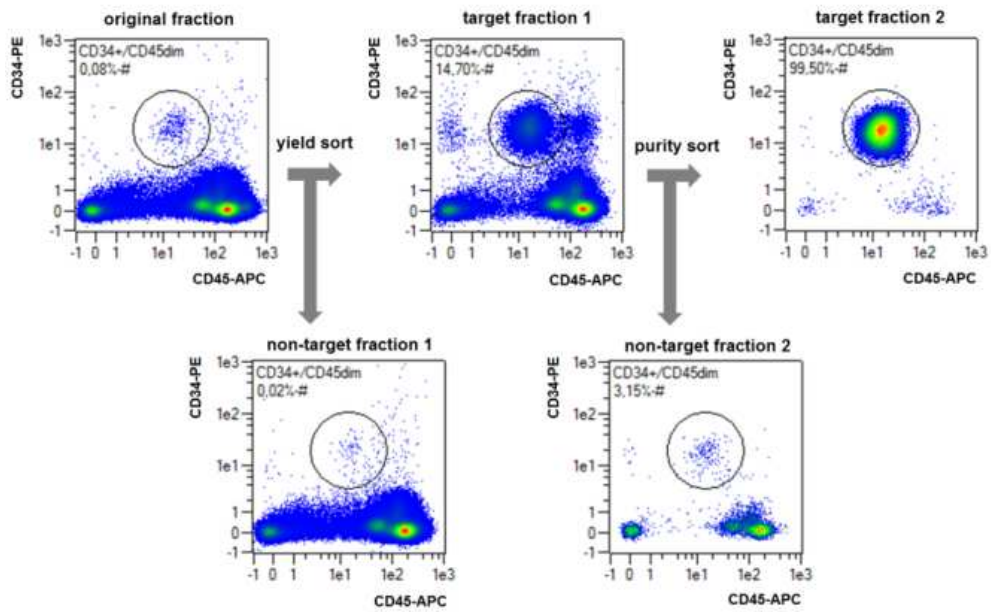 original fraction
CD34-PE
1e3
1e2
1e1
1
0
-1
CD34+/CD45dim
0,08%-#
-1 0 1 1e1 1e2 1e3
CD45-APC
yield sort
target fraction 1
CD34-PE
1e3
1e2
1e1
1
0
-1
CD34+/CD45dim
14,70%-#
-1 0 1 1e1 1e2 1e3
CD45-APC
purity sort
target fraction 2
CD34-PE
1e3
1e2
1e1
1
0
-1
CD34+/CD45dim
99,50%-#
-1 0 1 1e1 1e2 1e3
CD45-APC
non-target fraction 1
CD34-PE
1e3
1e2
1e1
1
0
-1
CD34+/CD45dim
0,02%-#
-1 0 1 1e1 1e2 1e3
CD45-APC
non-target fraction 2
CD34-PE
1e3
1e2
1e1
1
0
-1
CD34+/CD45dim
3,15%-#
-1 0 1 1e1 1e2 1e3
CD45-APC